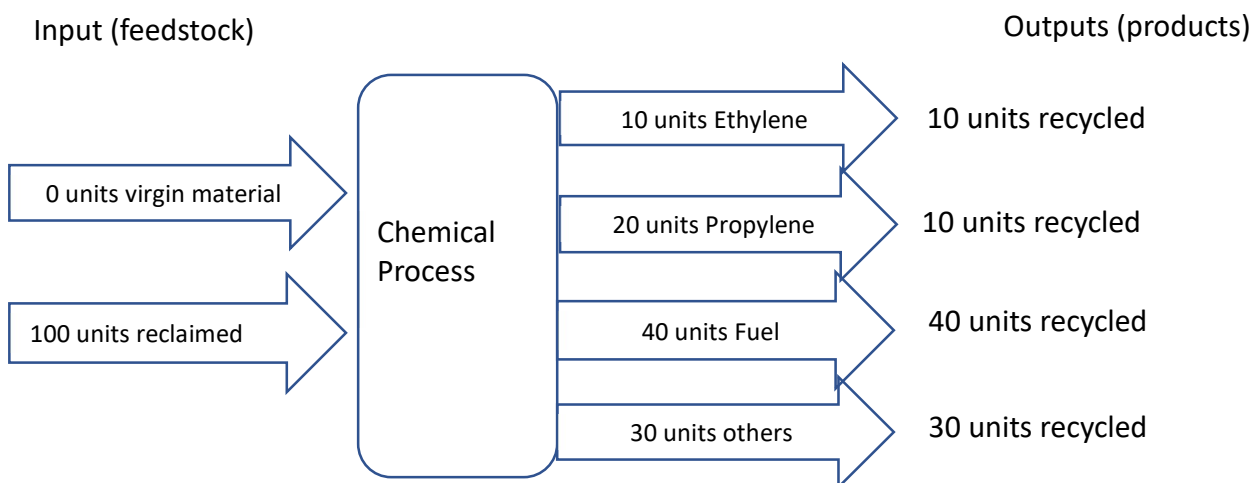 Input (feedstock)
Outputs (products)
0 units virgin material
100 units reclaimed
Chemical
Process
10 units Ethylene
10 units recycled
20 units Propylene
10 units recycled
40 units Fuel
40 units recycled
30 units others
30 units recycled